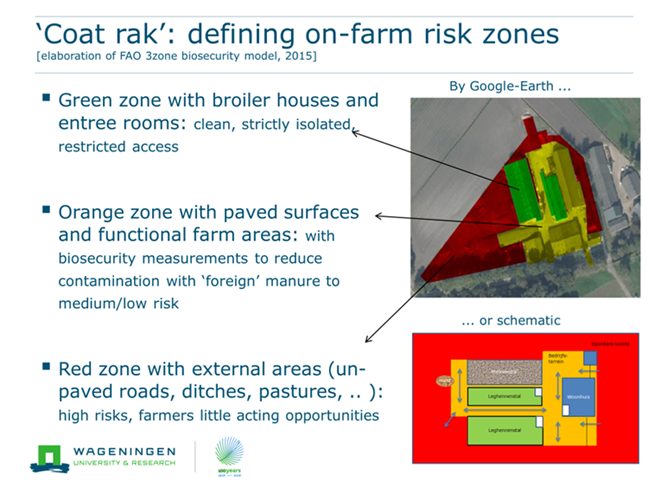 ‘Coat rak’: defining on-farm risk zones
[elaboration of FAO 3zone biosecurity model, 2015]
▪ Green zone with broiler houses and
entree rooms: clean, strictly isolated,
restricted access
▪ Orange zone with paved surfaces
and functional farm areas: with
biosecurity measurements to reduce
contamination with ‘foreign’ manure to
medium/low risk
▪ Red zone with external areas (un-
paved roads, ditches, pastures, .. ):
high risks, farmers little acting opportunities
By Google-Earth ...
... or schematic
Bedrijfs-
terrein
Leghennenstal
Woonhuis
Leghennenstal
WAGENINGEN
UNIVERSITY & RESEARCH
100years